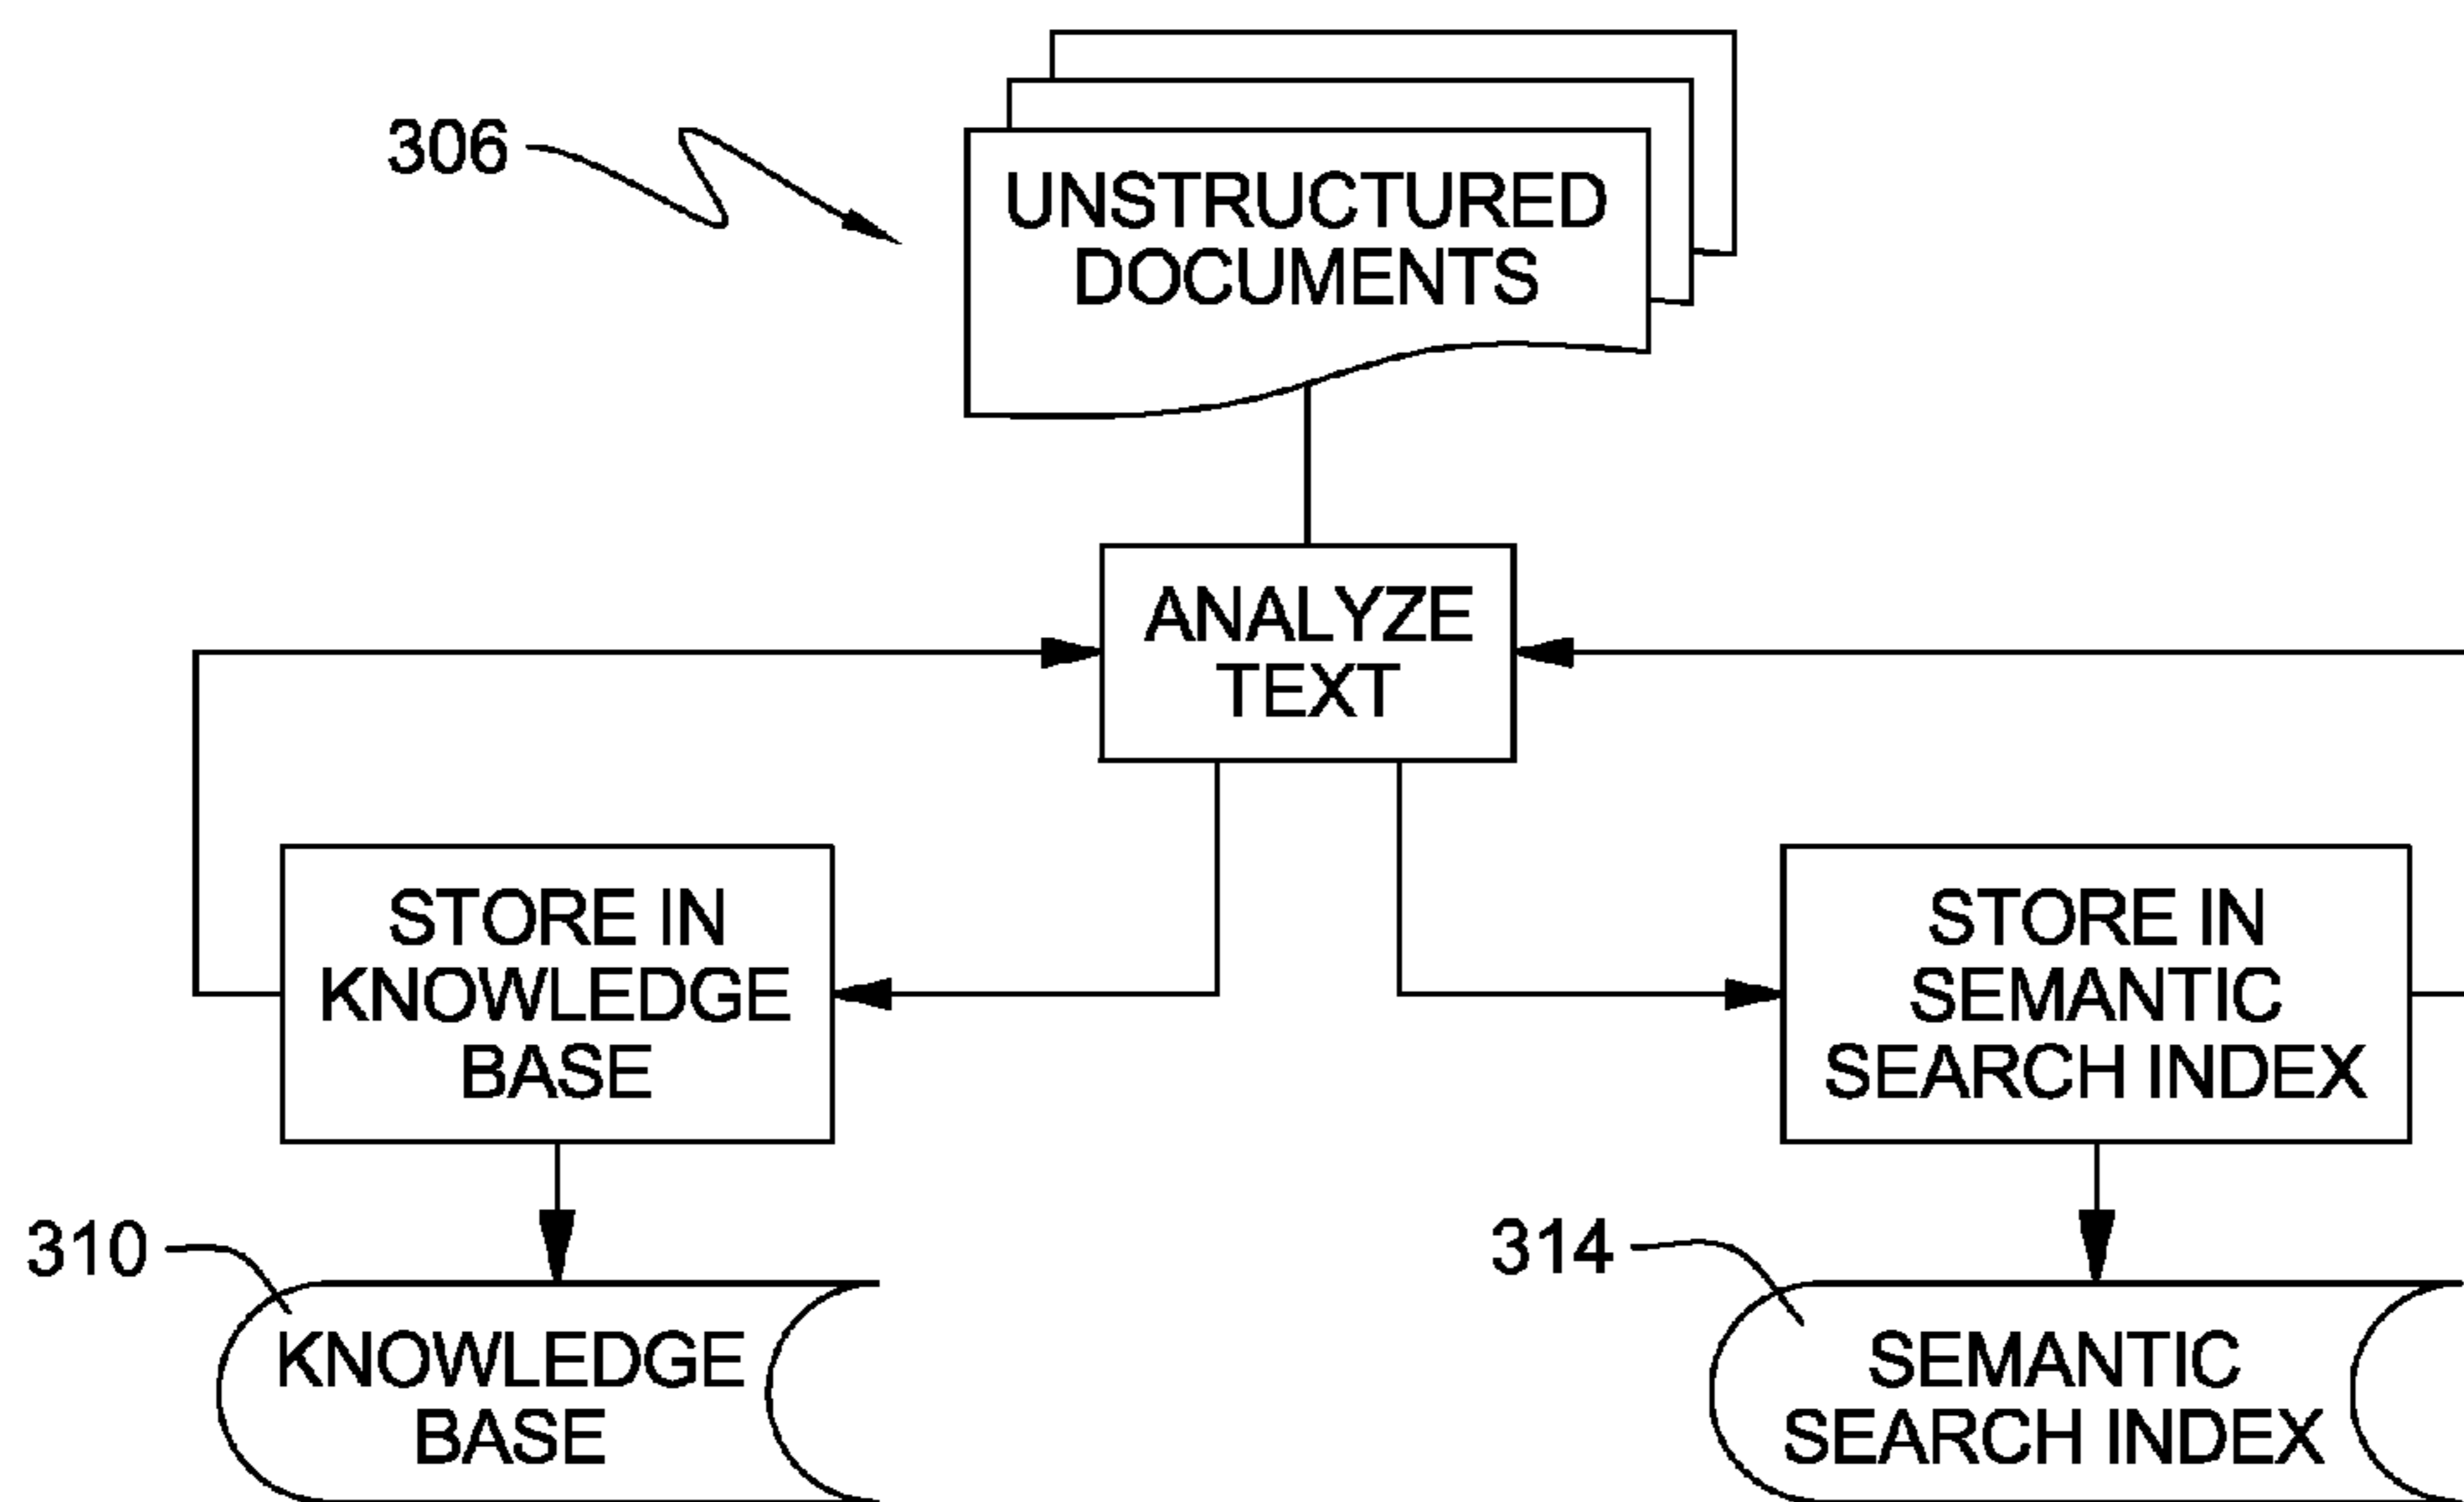 306
UNSTRUCTURED
DOCUMENTS
ANALYZE
TEXT
STORE IN
KNOWLEDGE
BASE
STORE IN
SEMANTIC
SEARCH INDEX
310
KNOWLEDGE
BASE
314
SEMANTIC
SEARCH INDEX